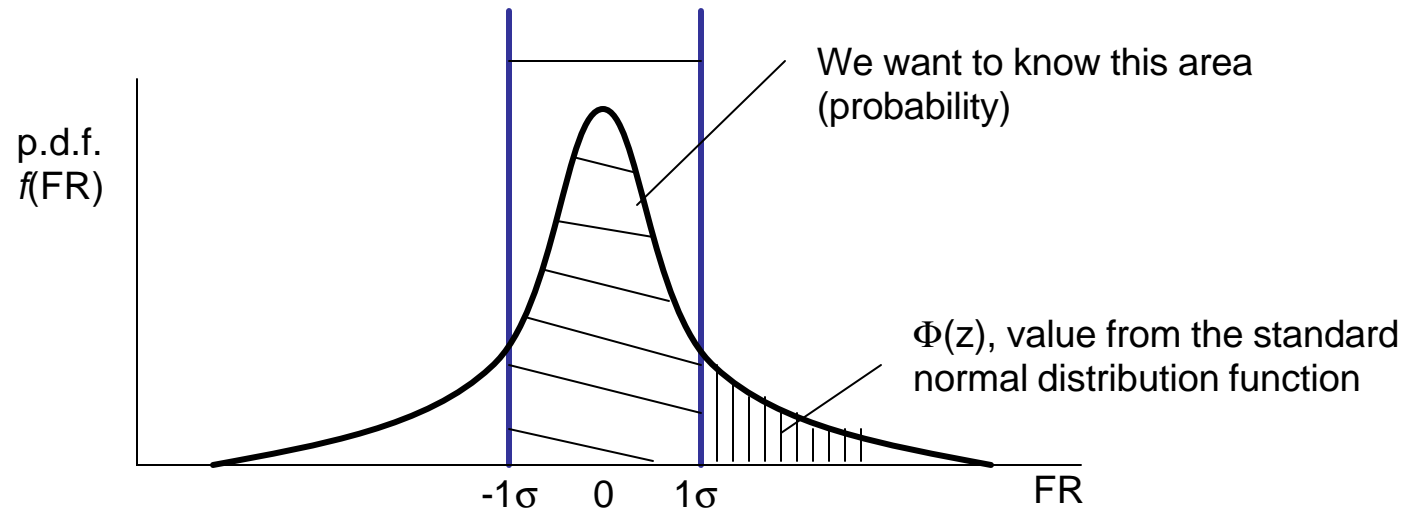 We want to know this area
(probability)
p.d.f.
f(FR)
Φ(z), value from the standard
normal distribution function
-1σ 0 1σ FR